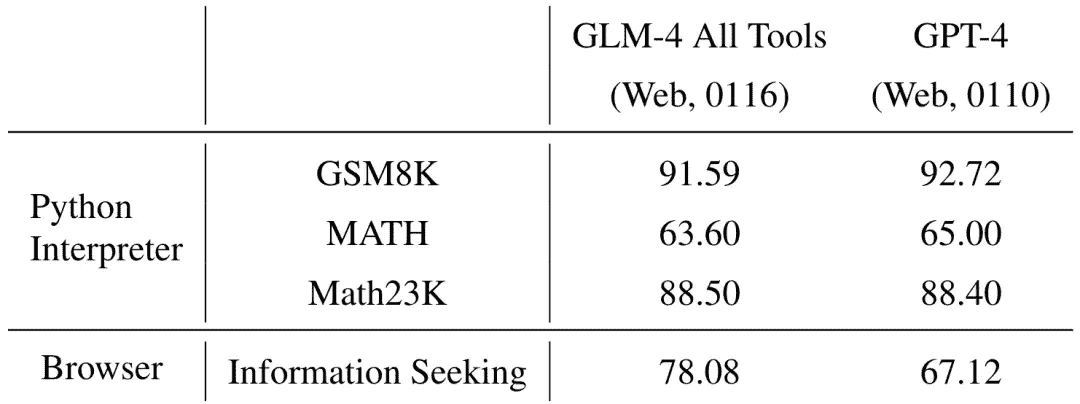 GLM-4 All Tools GPT-4
(Web, 0116) (Web, 0110)
GSM8K 91.59 92.72
Python
Interpreter
MATH 63.60 65.00
Math23K 88.50 88.40
Browser Information Seeking 78.08 67.12